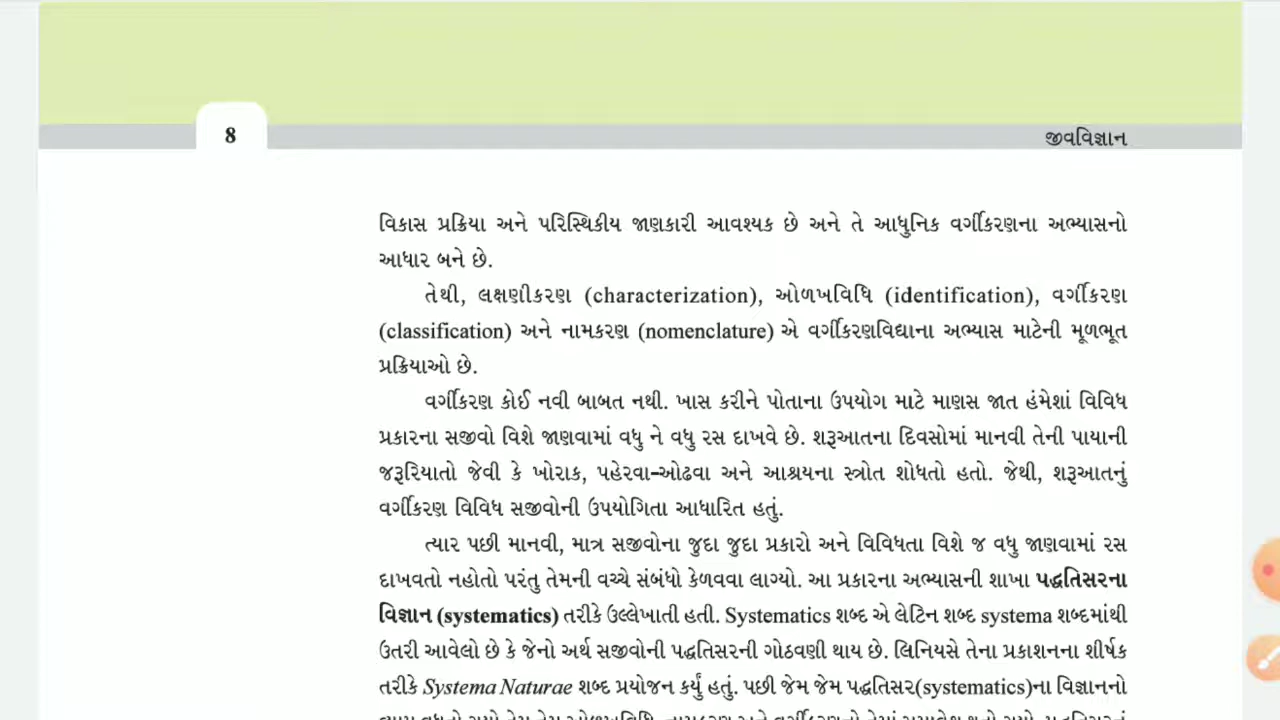 8
જીવવિજ્ઞાન
વિકાસ પ્રક્રિયા અને પરિસ્થિકીય જાણકારી આવશ્યક છે અને તે આધુનિક વર્ગીકરણના અભ્યાસનો
આધાર બને છે.
તેથી, લક્ષણીકરણ (characterization), ઓળખવિધિ (identification), વર્ગીકરણ
(classification) અને નામકરણ (nomenclature) એ વર્ગીકરણવિદ્યાના અભ્યાસ માટેની મૂળભૂત
પ્રક્રિયાઓ છે.
વર્ગીકરણ કોઈ નવી બાબત નથી. ખાસ કરીને પોતાના ઉપયોગ માટે માણસ જાત હંમેશાં વિવિધ
પ્રકારના સજીવો વિશે જાણવામાં વધુ ને વધુ રસ દાખવે છે. શરૂઆતના દિવસોમાં માનવી તેની પાયાની
જરૂરિયાતો જેવી કે ખોરાક, પહેરવા–ઓઢવા અને આશ્રયના સ્ત્રોત શોધતો હતો. જેથી, શરૂઆતનું
વર્ગીકરણ વિવિધ સજીવોની ઉપયોગિતા આધારિત હતું.
ત્યાર પછી માનવી, માત્ર સજીવોના જુદા જુદા પ્રકારો અને વિવિધતા વિશે જ વધુ જાણવામાં રસ
દાખવતો નહોતો પરંતુ તેમની વચ્ચે સંબંધો કેળવવા લાગ્યો. આ પ્રકારના અભ્યાસની શાખા પદ્ધતિસરના
વિજ્ઞાન (systematics) તરીકે ઉલ્લેખાતી હતી. Systematics શબ્દ એ લેટિન શબ્દ systema શબ્દમાંથી
ઉતરી આવેલો છે કે જેનો અર્થ સજીવોની પદ્ધતિસરની ગોઠવણી થાય છે. લિનિયસે તેના પ્રકાશનના શીર્ષક
તરીકે Systema Naturae શબ્દ પ્રયોજન કર્યું હતું. પછી જેમ જેમ પદ્ધતિસર(systematics)ના વિજ્ઞાનનો